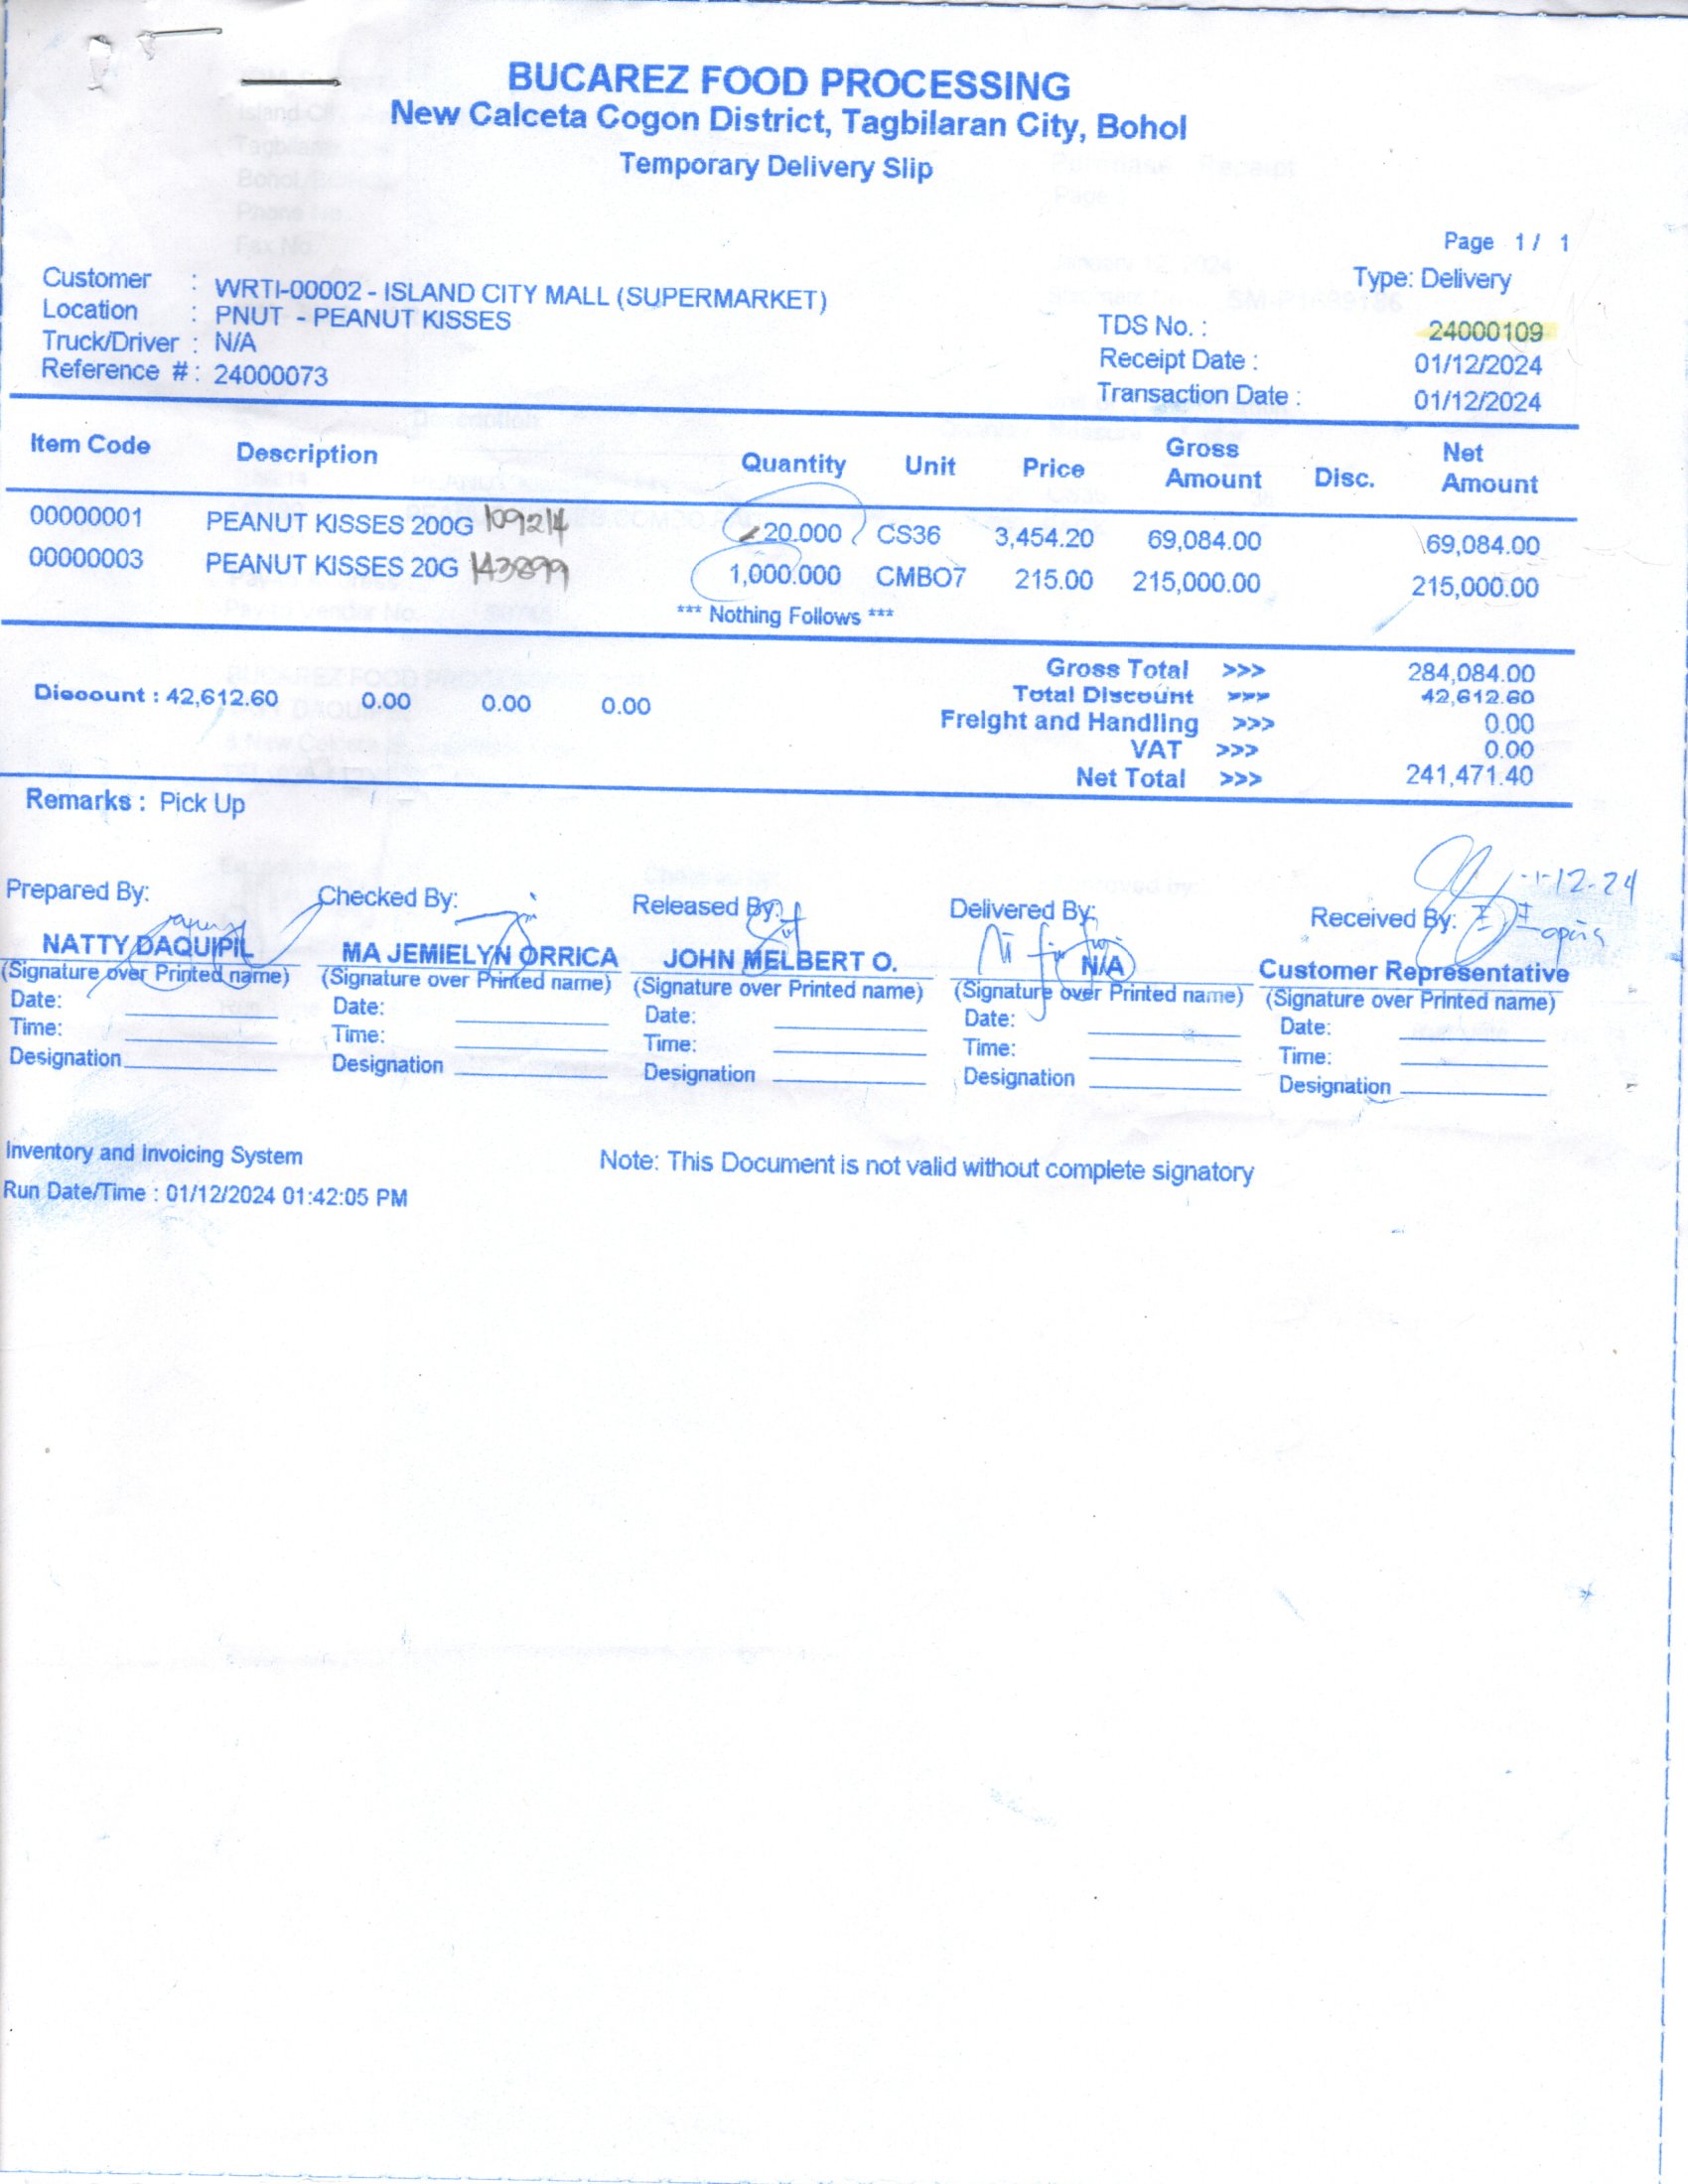 BUCAREZ FOOD PROCESSING
New Calceta Cogon District, Tagbilaran City, Bohol
Temporary Delivery Slip
Page 1 / 1
Type: Delivery
Customer : WRTI-00002 - ISLAND CITY MALL (SUPERMARKET)
Location : PNUT - PEANUT KISSES
Truck/Driver : N/A
Reference # : 24000073
TDS No. : 24000109
Receipt Date : 01/12/2024
Transaction Date : 01/12/2024
Item Code Description Quantity Unit Price Gross Amount Disc. Net Amount
00000001 PEANUT KISSES 200G 109214 20.000 CS36 3,454.20 69,084.00 69,084.00
00000003 PEANUT KISSES 20G 143899 1,000.000 CMBO7 215.00 215,000.00 215,000.00
*** Nothing Follows ***
Gross Total >>> 284,084.00
Discount : 42,612.60 0.00 0.00 0.00
Total Discount >>> 42,612.60
Freight and Handling >>> 0.00
VAT >>> 0.00
Net Total >>> 241,471.40
Remarks : Pick Up
Prepared By: Checked By: Released By: Delivered By: Received By: 12-24
NATTY DAQUIPIL MA JEMIELYN ORRICA JOHN MELBERT O. N/A Customer Representative
(Signature over Printed name) (Signature over Printed name) (Signature over Printed name) (Signature over Printed name) (Signature over Printed name)
Date: Date: Date: Date: Date:
Time: Time: Time: Time: Time:
Designation Designation Designation Designation Designation
Inventory and Invoicing System
Note: This Document is not valid without complete signatory
Run Date/Time : 01/12/2024 01:42:05 PM